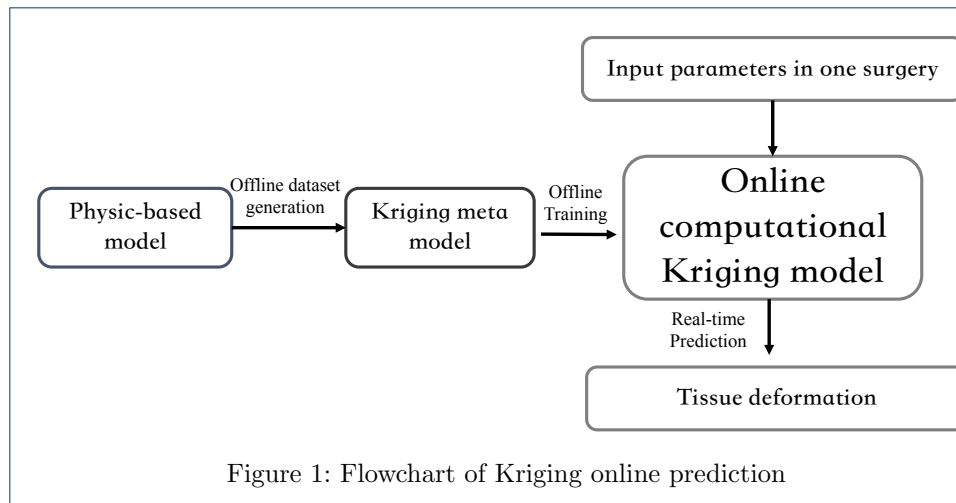 Input parameters in one surgery
Physic-based
model
Offline dataset
generation
Kriging meta
model
Offline
Training
Online
computational
Kriging model
Real-time
Prediction
Tissue deformation
Figure 1: Flowchart of Kriging online prediction